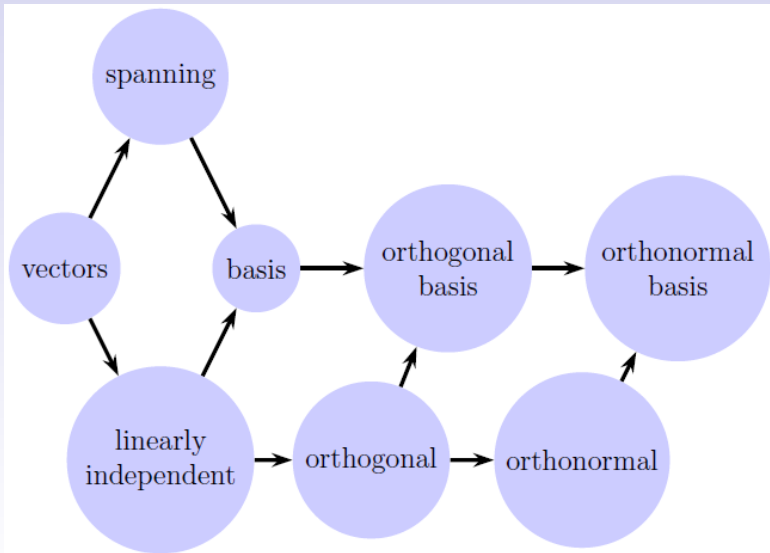 spanning
vectors
basis
orthogonal
basis
orthonormal
basis
linearly
independent
orthogonal
orthonormal